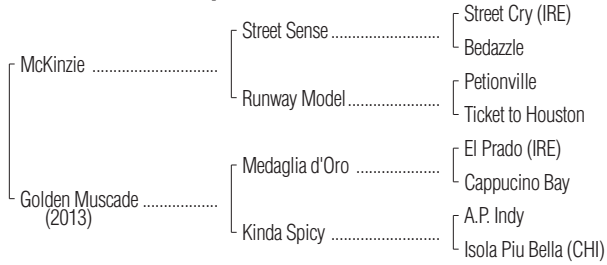 Street Cry (IRE)
Street Sense ..........................
Bedazzle
McKinzie ..............................
Petionville
Runway Model......................
Ticket to Houston
El Prado (IRE)
Medaglia d'Oro ....................
Cappucino Bay
Golden Muscade ..................
(2013)
A.P. Indy
Kinda Spicy ..........................
Isola Piu Bella (CHI)